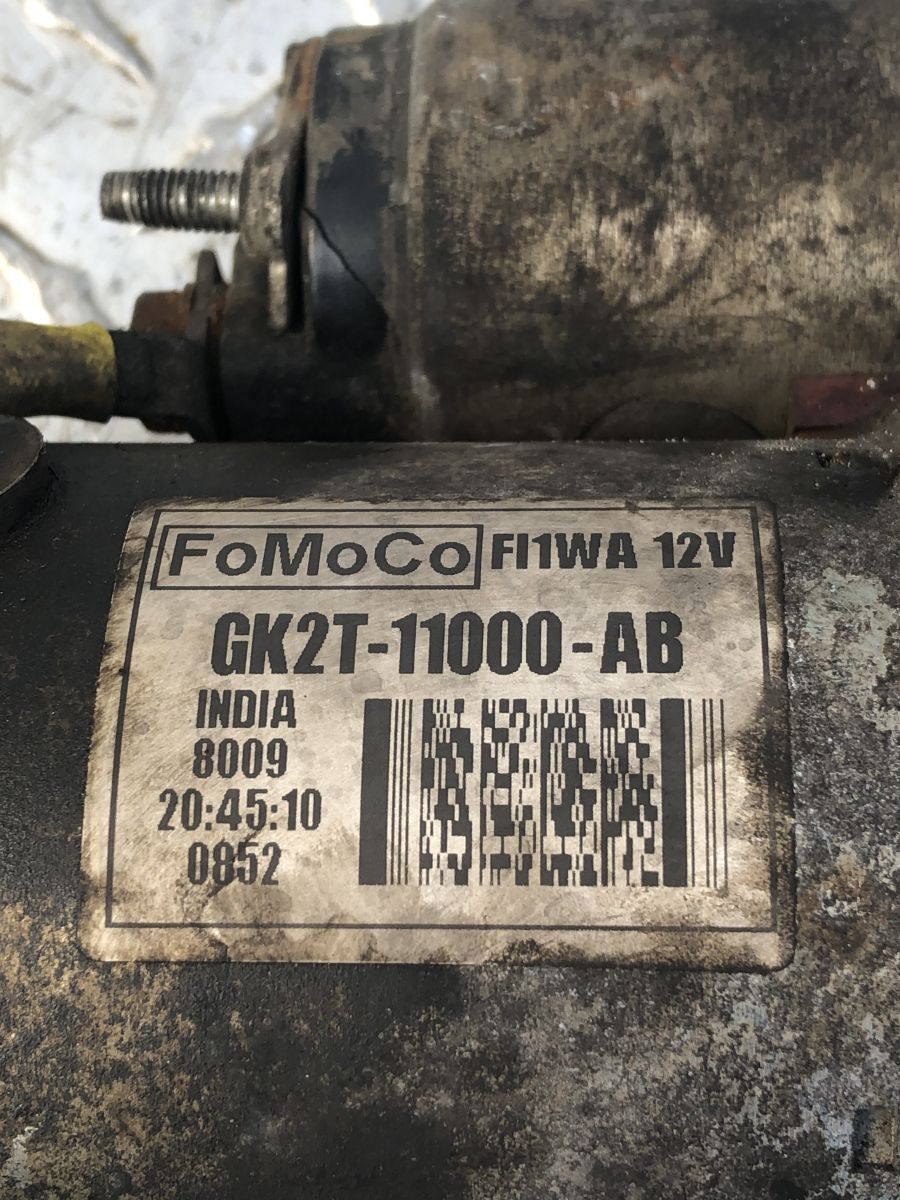 FoMoCo FI1WA 12V
GK2T-11000-AB
INDIA
8009
20:45:10
0852